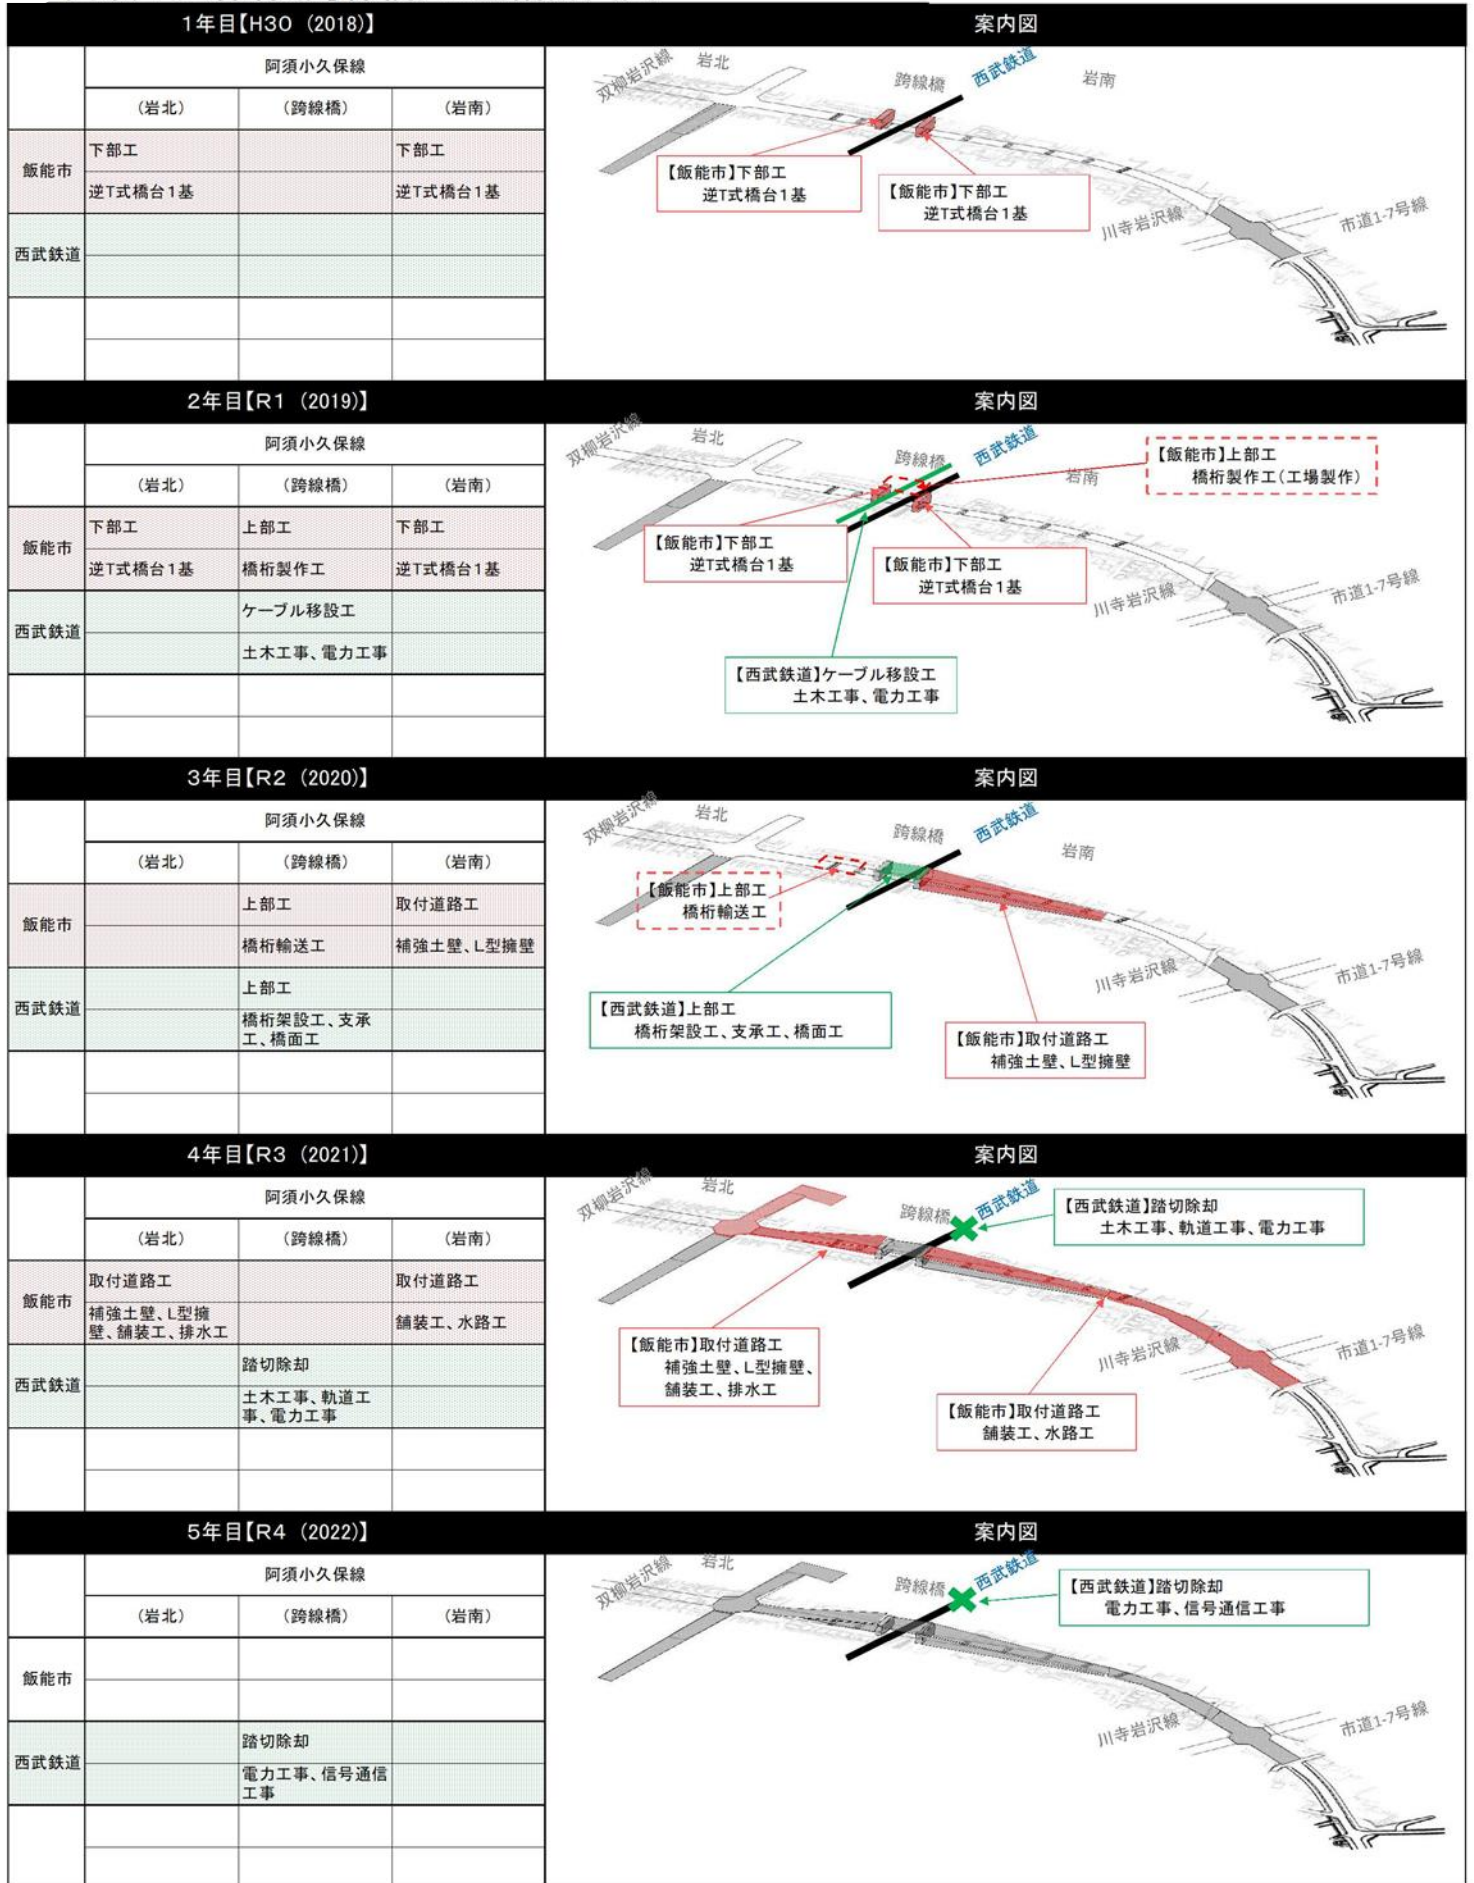 1年目【H30 (2018)】
案内図
阿須小久保線
(岩北)
(跨線橋)
(岩南)
飯能市
下部工
下部工
逆T式橋台1基
逆T式橋台1基
西武鉄道
双柳岩沢線
岩北
跨線橋
西武鉄道
岩南
【飯能市】下部工
逆T式橋台1基
【飯能市】下部工
逆T式橋台1基
川寺岩沢線
市道1-7号線
2年目【R1 (2019)】
案内図
阿須小久保線
(岩北)
(跨線橋)
(岩南)
飯能市
下部工
上部工
下部工
逆T式橋台1基
橋桁製作工
逆T式橋台1基
西武鉄道
ケーブル移設工
土木工事、電力工事
双柳岩沢線
岩北
跨線橋
西武鉄道
岩南
【飯能市】上部工
橋桁製作工(工場製作)
【飯能市】下部工
逆T式橋台1基
【飯能市】下部工
逆T式橋台1基
川寺岩沢線
市道1-7号線
【西武鉄道】ケーブル移設工
土木工事、電力工事
3年目【R2 (2020)】
案内図
阿須小久保線
(岩北)
(跨線橋)
(岩南)
飯能市
上部工
取付道路工
橋桁輸送工
補強土壁、L型擁壁
西武鉄道
上部工
橋桁架設工、支承
工、橋面工
双柳岩沢線
岩北
跨線橋
西武鉄道
岩南
【飯能市】上部工
橋桁輸送工
川寺岩沢線
市道1-7号線
【西武鉄道】上部工
橋桁架設工、支承工、橋面工
【飯能市】取付道路工
補強土壁、L型擁壁
4年目【R3 (2021)】
案内図
阿須小久保線
(岩北)
(跨線橋)
(岩南)
飯能市
取付道路工
取付道路工
補強土壁、L型擁
壁、舗装工、排水工
舗装工、水路工
西武鉄道
踏切除却
土木工事、軌道工
事、電力工事
双柳岩沢線
岩北
跨線橋
西武鉄道
【西武鉄道】踏切除却
土木工事、軌道工事、電力工事
【飯能市】取付道路工
補強土壁、L型擁壁、
舗装工、排水工
川寺岩沢線
市道1-7号線
【飯能市】取付道路工
舗装工、水路工
5年目【R4 (2022)】
案内図
阿須小久保線
(岩北)
(跨線橋)
(岩南)
飯能市
西武鉄道
踏切除却
電力工事、信号通信
工事
双柳岩沢線
岩北
跨線橋
西武鉄道
【西武鉄道】踏切除却
電力工事、信号通信工事
川寺岩沢線
市道1-7号線